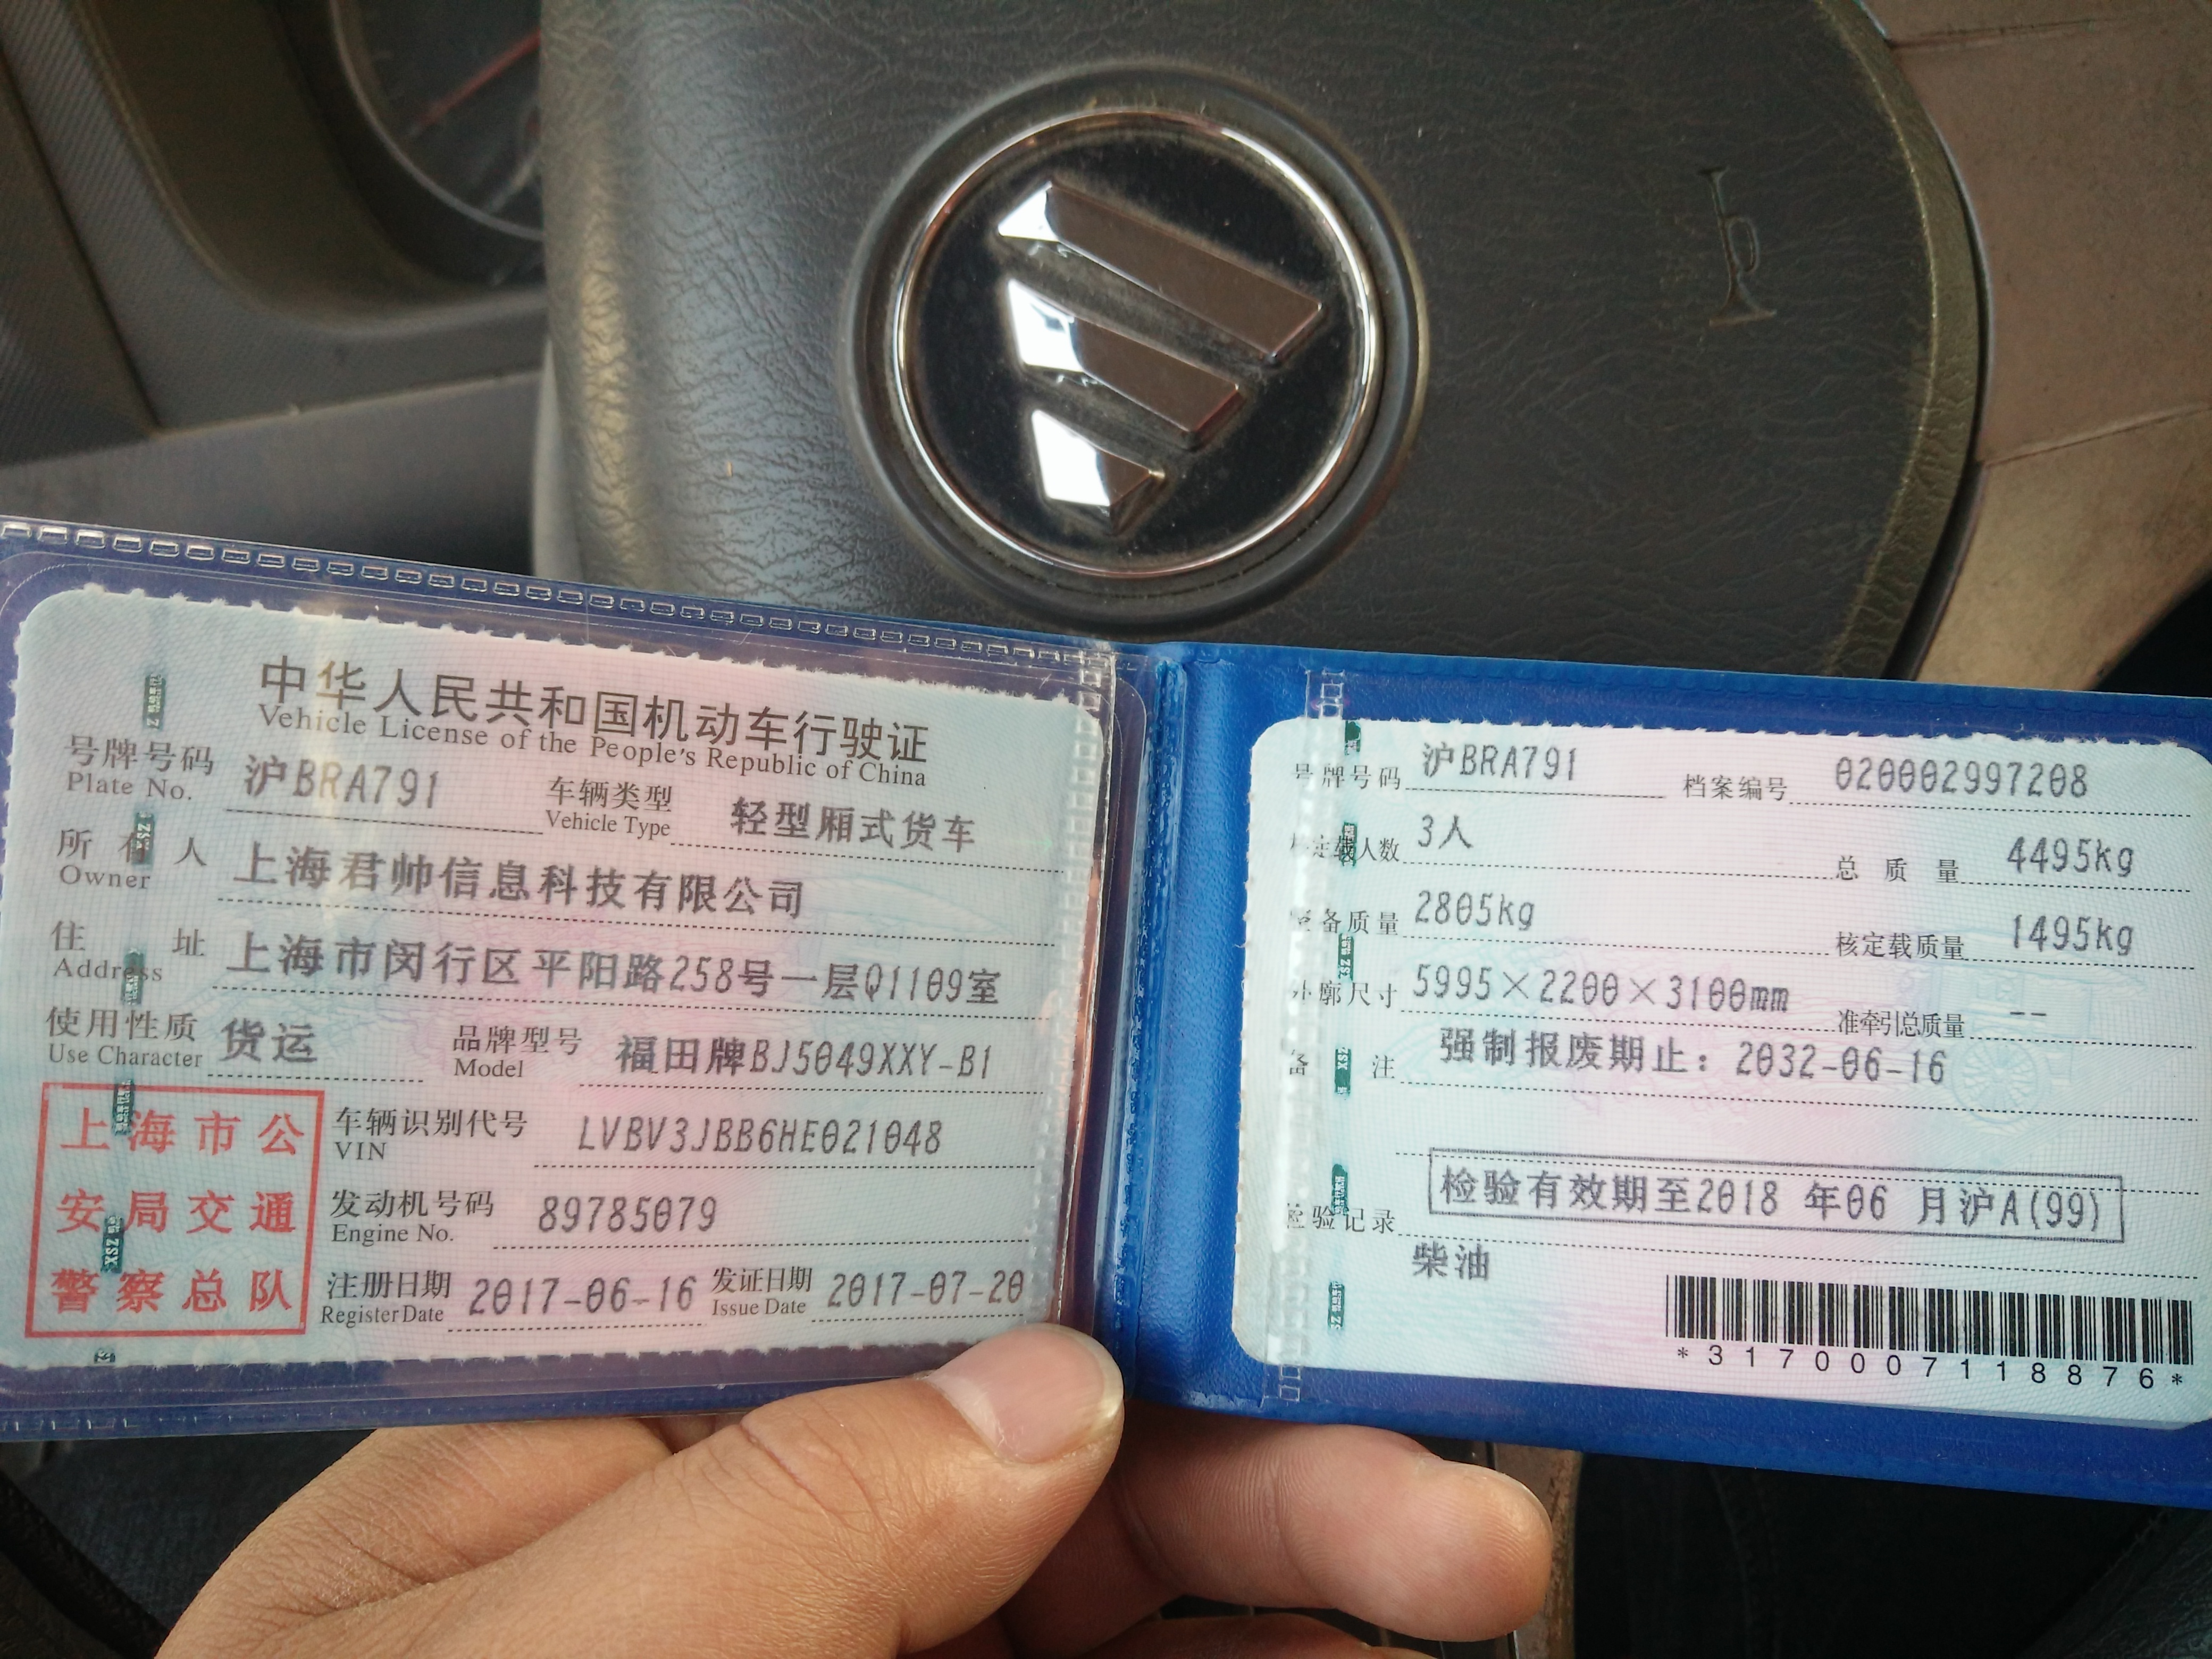 中华人民共和国机动车行驶证
Vehicle License of the People's Republic of China
号牌号码 沪BRA791 车辆类型 轻型厢式货车
Plate No. Vehicle Type
所有人 上海君帅信息科技有限公司
Owner
住址 上海市闵行区平阳路258号一层Q1109室
Address
使用性质 货运 品牌型号 福田牌BJ5049XXY-B1
Use Character Model
上海市公
安局交通
警察总队
车辆识别代号 LVBV3JBB6HE021048
VIN
发动机号码 89785079
Engine No.
注册日期 2017-06-16 发证日期 2017-07-20
Register Date Issue Date
号牌号码 沪BRA791 档案编号 020002997208
核定载人数 3人 总质量 4495kg
整备质量 2805kg 核定载质量 1495kg
外廓尺寸 5995×2200×3100mm 准牵引总质量 --
备注 强制报废期止：2032-06-16
检验记录 检验有效期至2018 年06 月沪A(99)
柴油
*3170007118876*